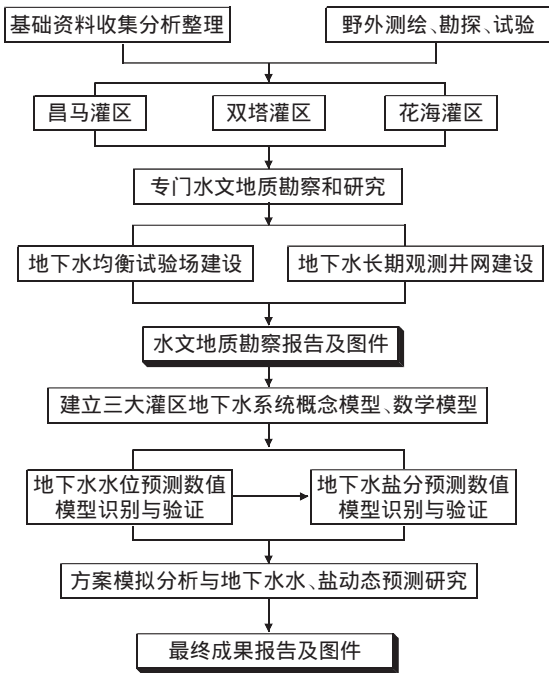 基础资料收集分析整理
野外测绘、勘探、试验
昌马灌区
双塔灌区
花海灌区
专门水文地质勘察和研究
地下水均衡试验场建设
地下水长期观测井网建设
水文地质勘察报告及图件
建立三大灌区地下水系统概念模型、数学模型
地下水水位预测数值
模型识别与验证
地下水盐分预测数值
模型识别与验证
方案模拟分析与地下水水、盐动态预测研究
最终成果报告及图件